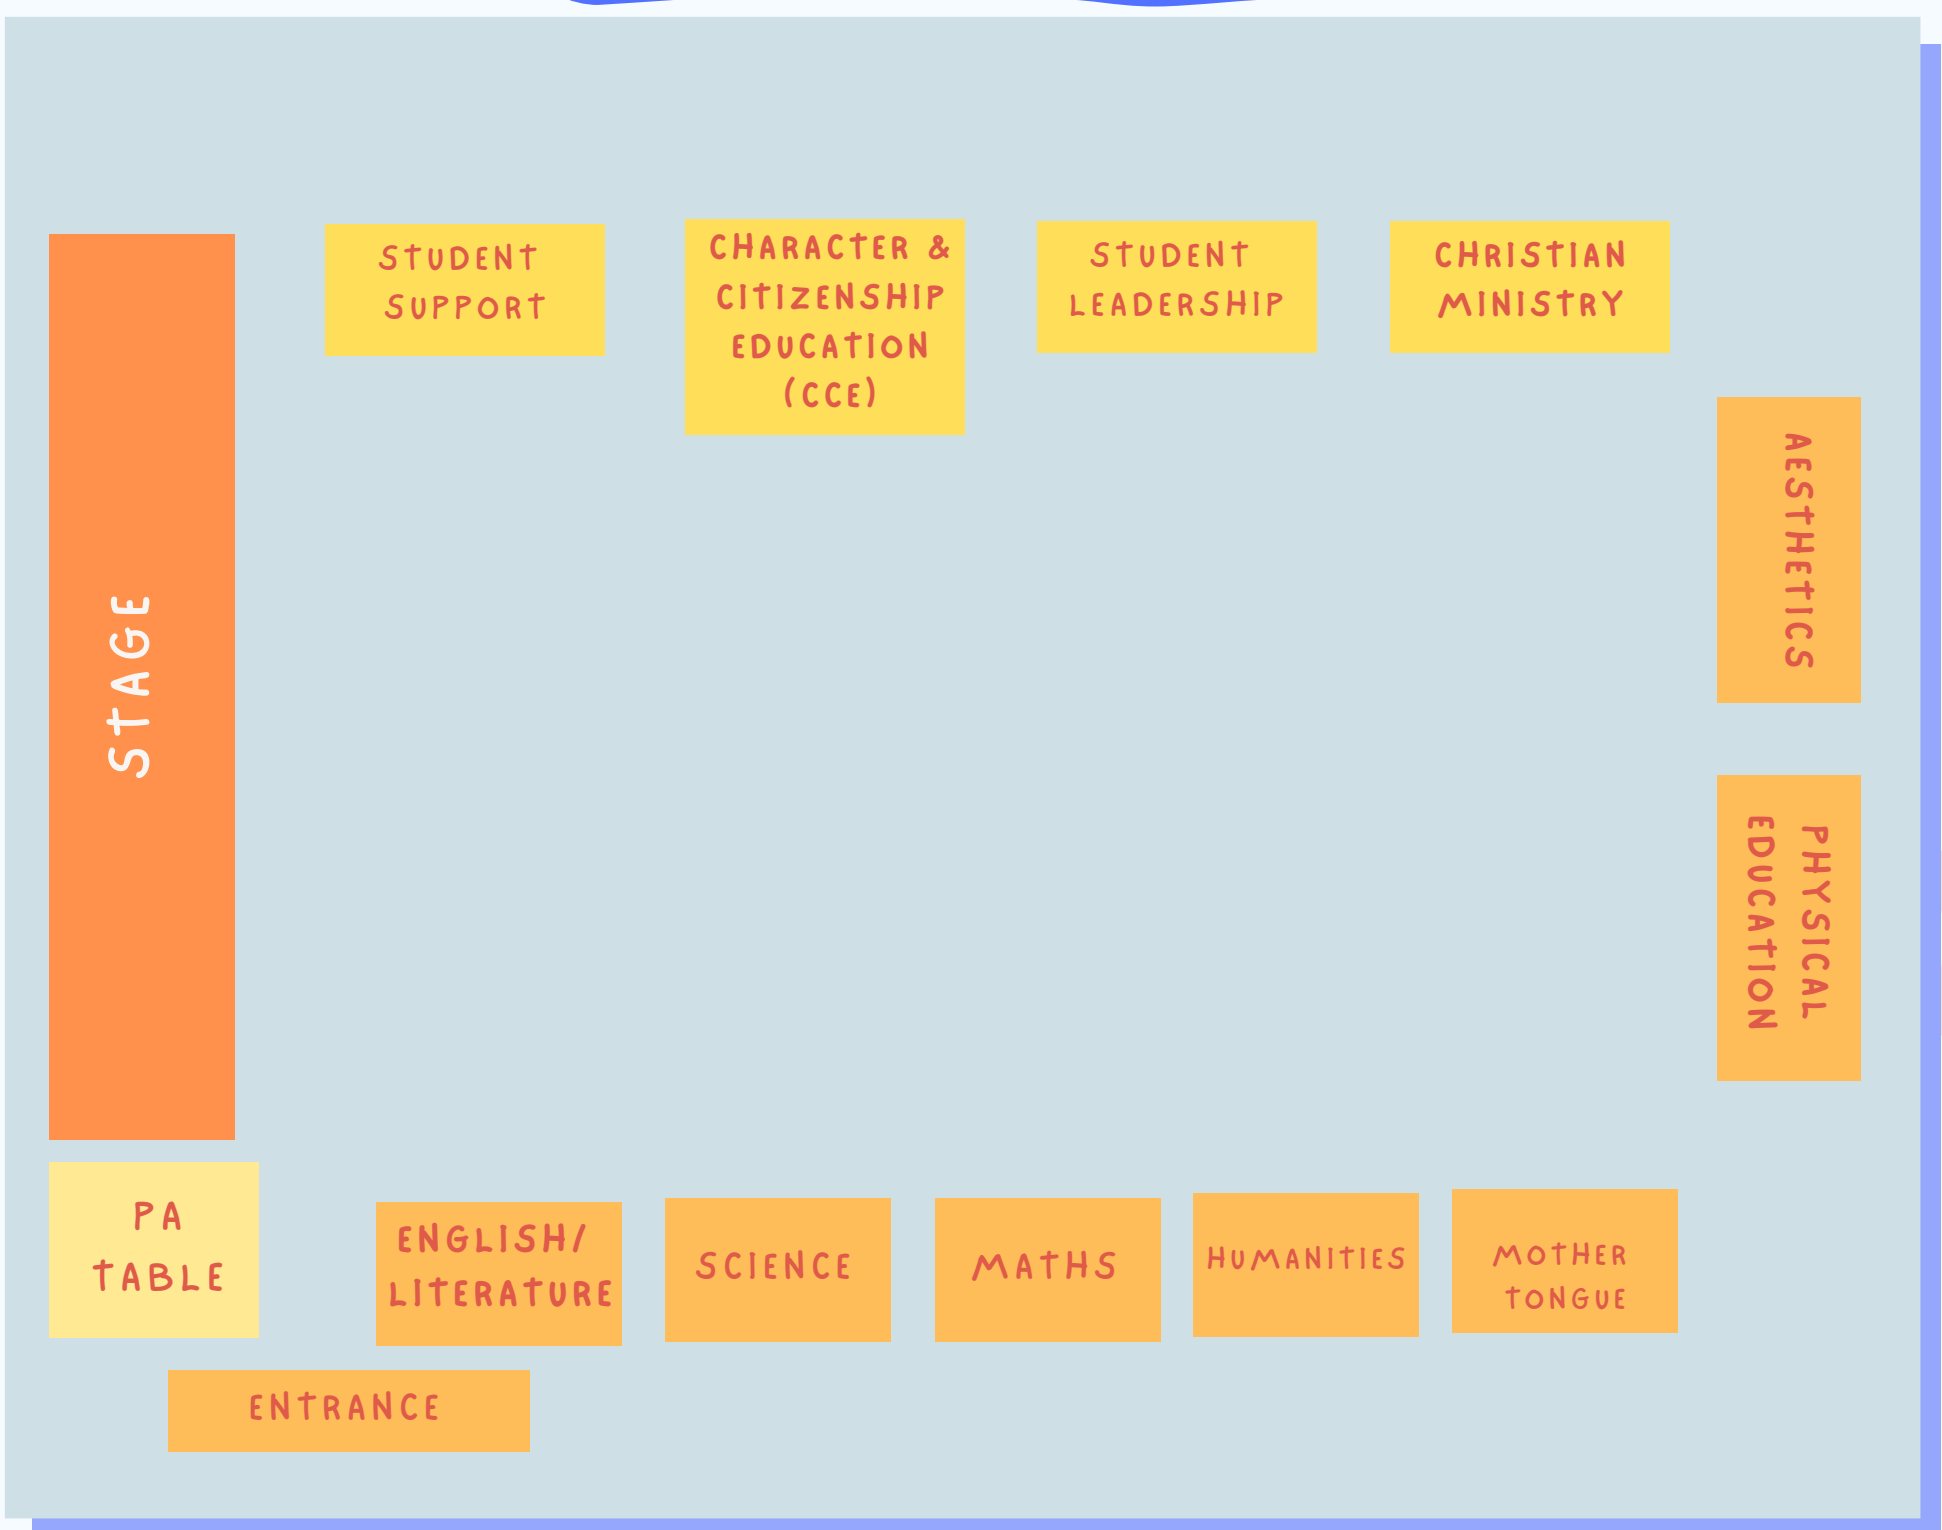 STUDENT
SUPPORT
CHARACTER &
CITIZENSHIP
EDUCATION
(CCE)
STUDENT
LEADERSHIP
CHRISTIAN
MINISTRY
STAGE
AESTHETICS
PHYSICAL
EDUCATION
PA
TABLE
ENGLISH/
LITERATURE
SCIENCE
MATHS
HUMANITIES
MOTHER
TONGUE
ENTRANCE